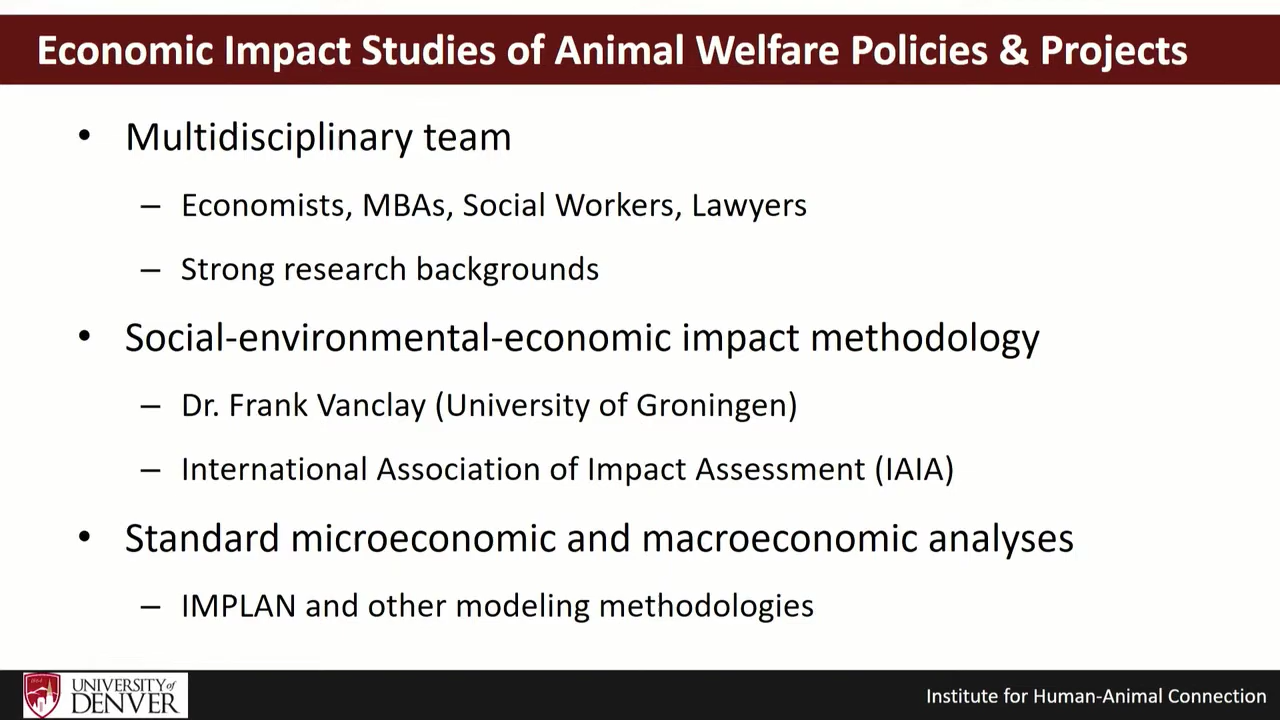 Economic Impact Studies of Animal Welfare Policies & Projects
• Multidisciplinary team
– Economists, MBAs, Social Workers, Lawyers
– Strong research backgrounds
• Social-environmental-economic impact methodology
– Dr. Frank Vanclay (University of Groningen)
– International Association of Impact Assessment (IAIA)
• Standard microeconomic and macroeconomic analyses
– IMPLAN and other modeling methodologies
UNIVERSITY of
DENVER
Institute for Human-Animal Connection